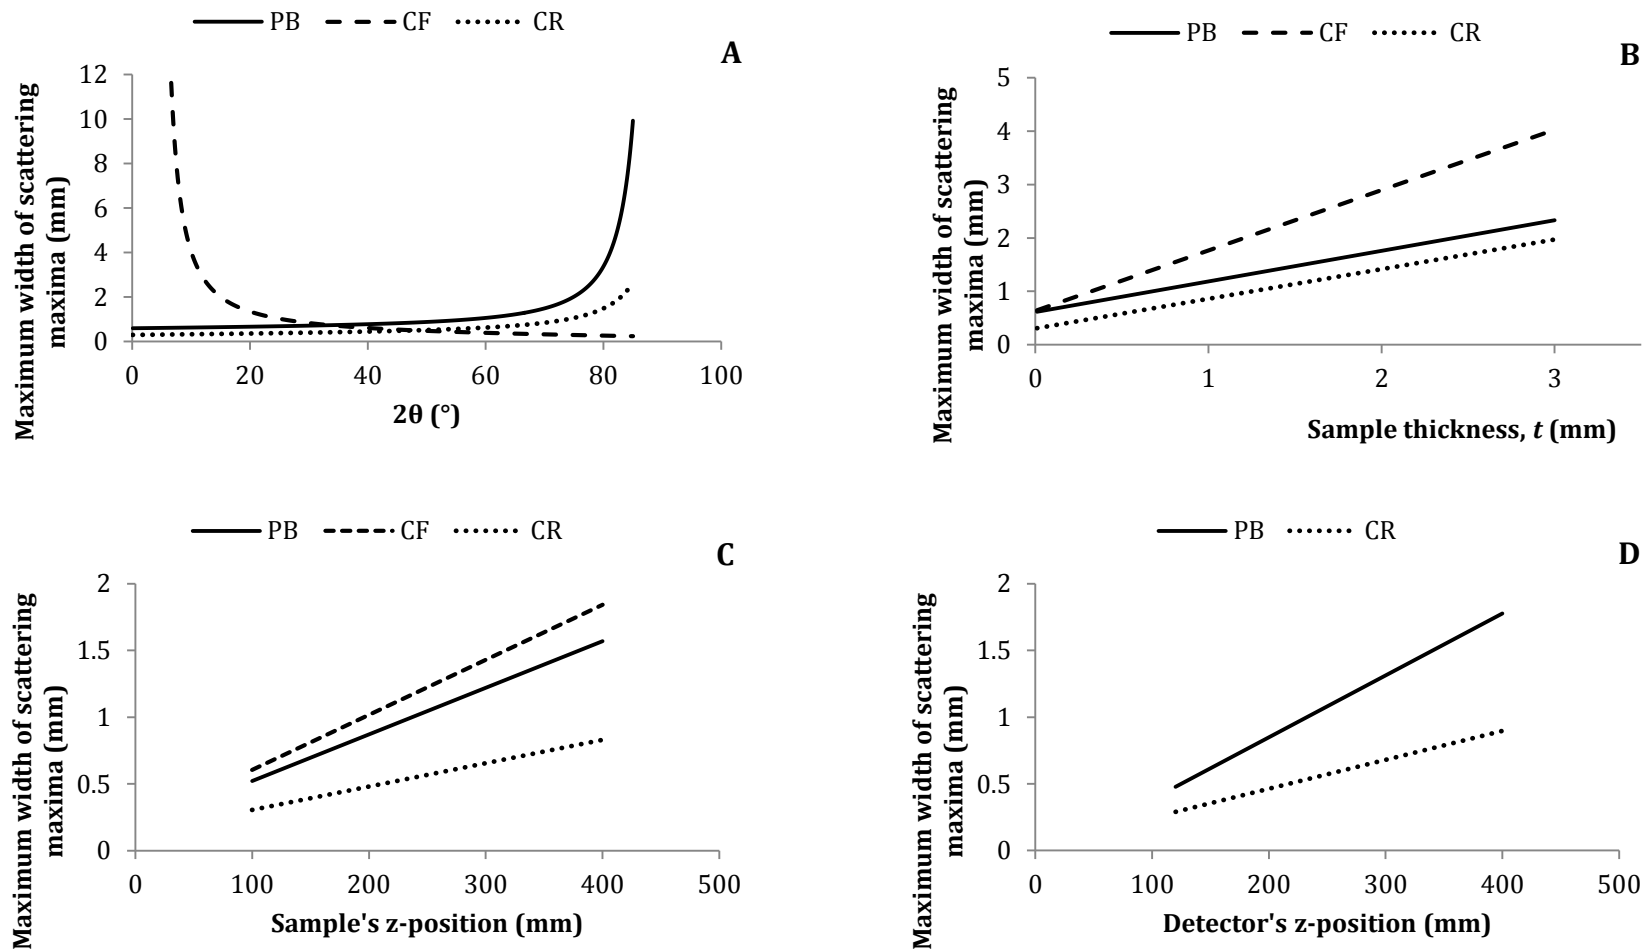 PB CF CR
A
Maximum width of scattering
maxima (mm)
12
10
8
6
4
2
0
0 20 40 60 80 100
2θ (°)
PB CF CR
B
Maximum width of scattering
maxima (mm)
5
4
3
2
1
0
0 1 2 3
Sample thickness, t (mm)
PB CF CR
C
Maximum width of scattering
maxima (mm)
2
1.5
1
0.5
0
0 100 200 300 400 500
Sample's z-position (mm)
PB CR
D
Maximum width of scattering
maxima (mm)
2
1.5
1
0.5
0
0 100 200 300 400 500
Detector's z-position (mm)